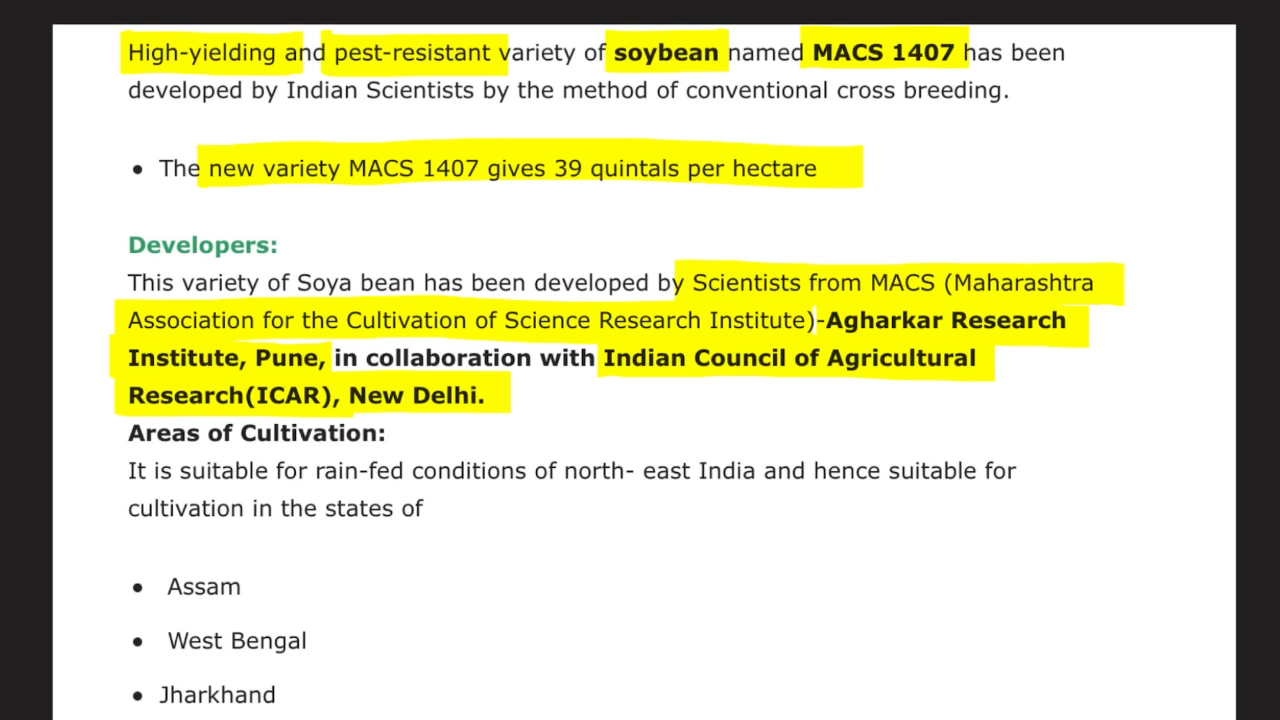 High-yielding and pest-resistant variety of soybean named MACS 1407 has been
developed by Indian Scientists by the method of conventional cross breeding.
• The new variety MACS 1407 gives 39 quintals per hectare
Developers:
This variety of Soya bean has been developed by Scientists from MACS (Maharashtra
Association for the Cultivation of Science Research Institute)-Agharkar Research
Institute, Pune, in collaboration with Indian Council of Agricultural
Research(ICAR), New Delhi.
Areas of Cultivation:
It is suitable for rain-fed conditions of north- east India and hence suitable for
cultivation in the states of
• Assam
• West Bengal
• Jharkhand